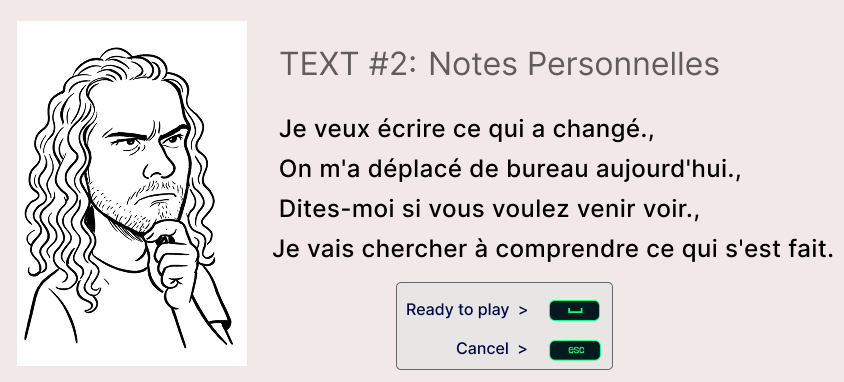 TEXT #2: Notes Personnelles
Je veux écrire ce qui a changé.,
On m'a déplacé de bureau aujourd'hui.,
Dites-moi si vous voulez venir voir.,
Je vais chercher à comprendre ce qui s'est fait.
Ready to play >
Cancel > esc